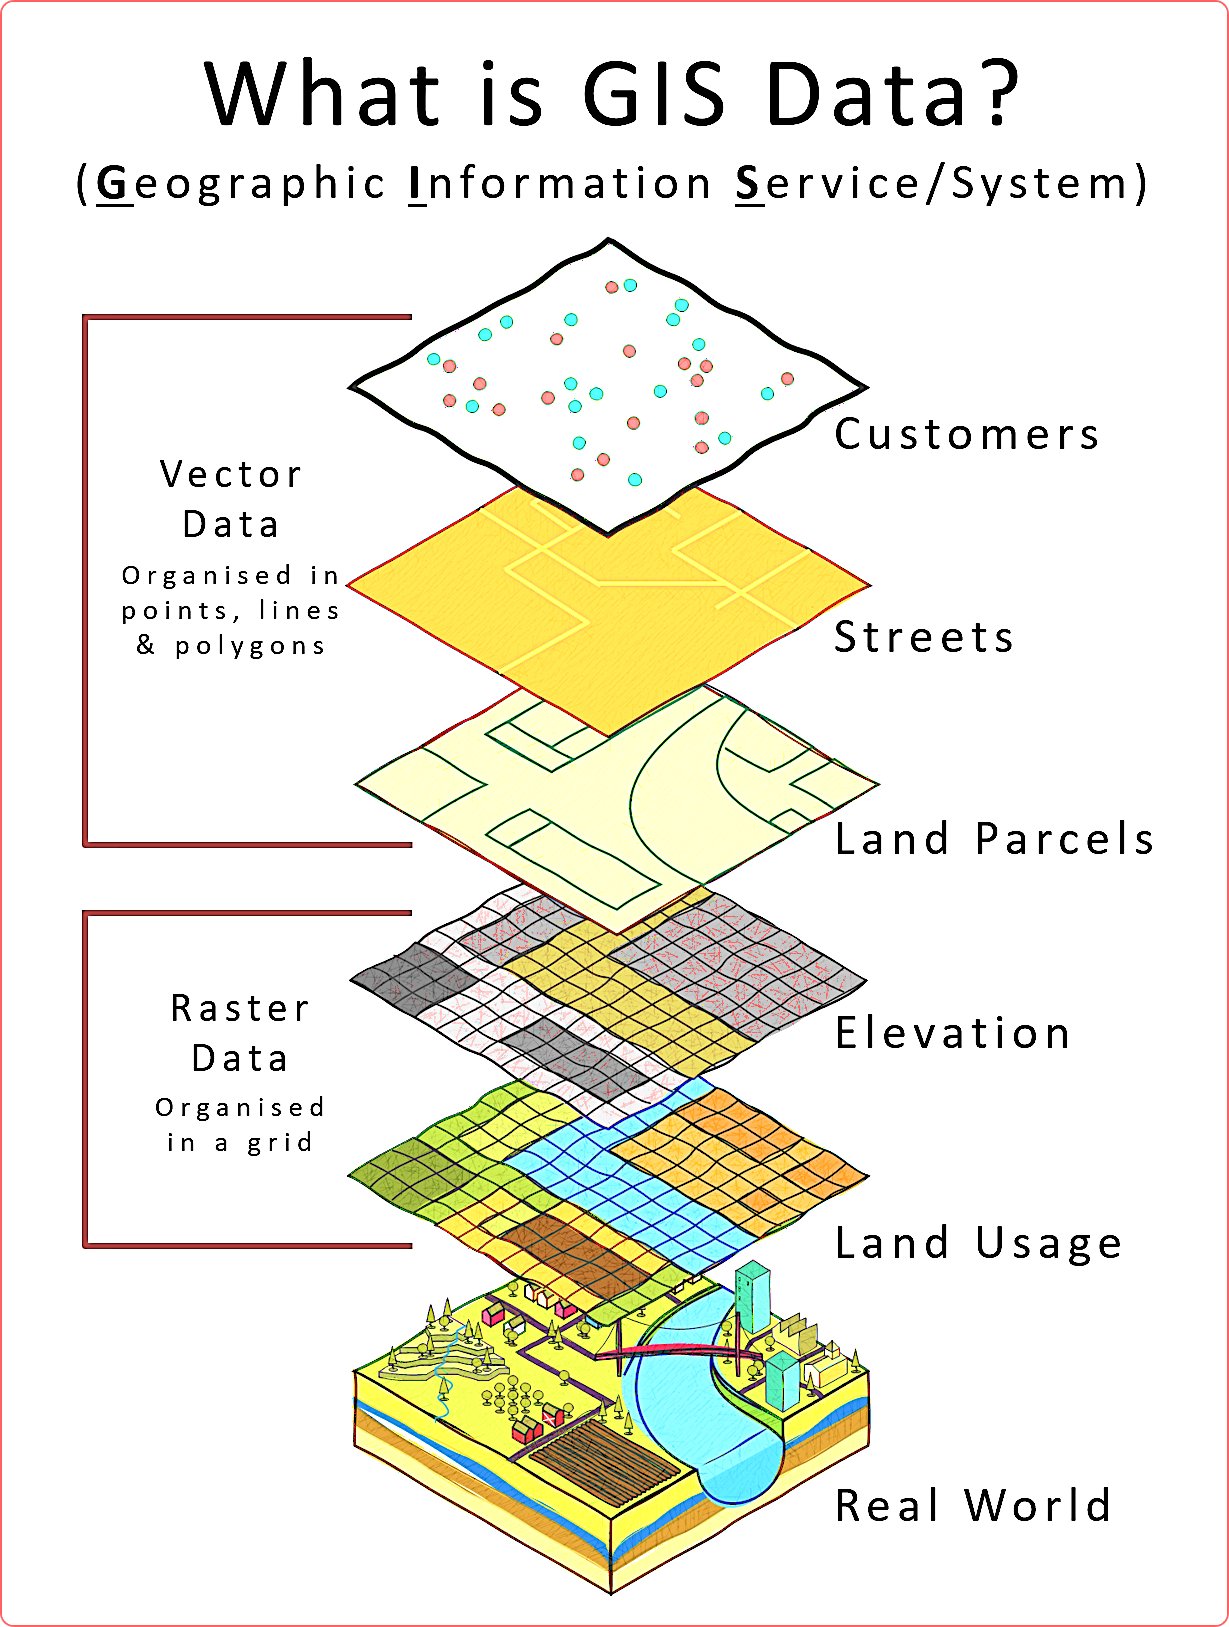 What is GIS Data?
(Geographic Information Service/System)
Customers
Vector
Data
Organised in
points, lines
& polygons
Streets
Land Parcels
Raster
Data
Organised
in a grid
Elevation
Land Usage
Real World